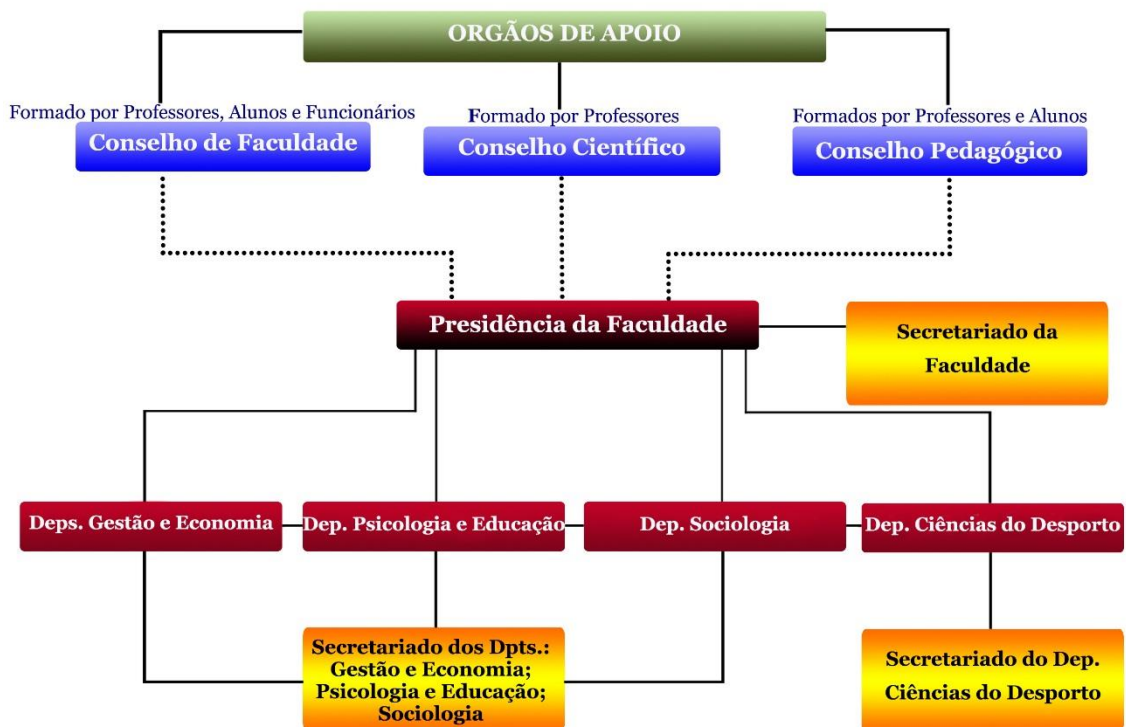 ORGÃOS DE APOIO
Formado por Professores, Alunos e Funcionários
Conselho de Faculdade
Formado por Professores
Conselho Científico
Formados por Professores e Alunos
Conselho Pedagógico
Presidência da Faculdade
Secretariado da
Faculdade
Deps. Gestão e Economia
Dep. Psicologia e Educação
Dep. Sociologia
Dep. Ciências do Desporto
Secretariado dos Dpts.:
Gestão e Economia;
Psicologia e Educação;
Sociologia
Secretariado do Dep.
Ciências do Desporto